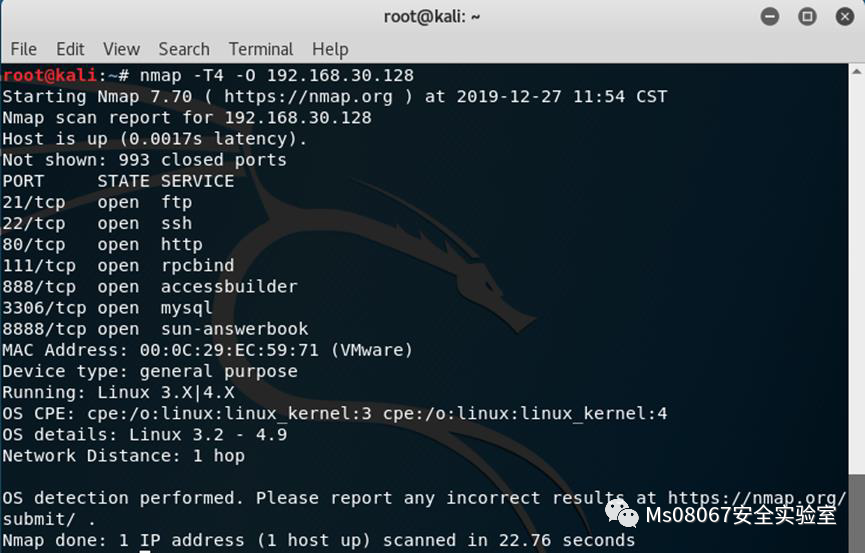 root@kali: ~
File Edit View Search Terminal Help
root@kali:~# nmap -T4 -O 192.168.30.128
Starting Nmap 7.70 ( https://nmap.org ) at 2019-12-27 11:54 CST
Nmap scan report for 192.168.30.128
Host is up (0.0017s latency).
Not shown: 993 closed ports
PORT     STATE SERVICE
21/tcp   open  ftp
22/tcp   open  ssh
80/tcp   open  http
111/tcp  open  rpcbind
888/tcp  open  accessbuilder
3306/tcp open  mysql
8888/tcp open  sun-answerbook
MAC Address: 00:0C:29:EC:59:71 (VMware)
Device type: general purpose
Running: Linux 3.X|4.X
OS CPE: cpe:/o:linux:linux_kernel:3 cpe:/o:linux:linux_kernel:4
OS details: Linux 3.2 - 4.9
Network Distance: 1 hop
OS detection performed. Please report any incorrect results at https://nmap.org/
submit/ .
Nmap done: 1 IP address (1 host up) scanned in 22.76 seconds
Ms08067安全实验室